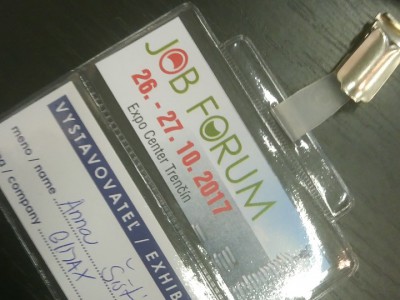 JOB FORUM
26. - 27. 10. 2017
Expo Center Trenčín
VYSTAVOVATEĽ / EXHIB
meno / name Anna
/ company